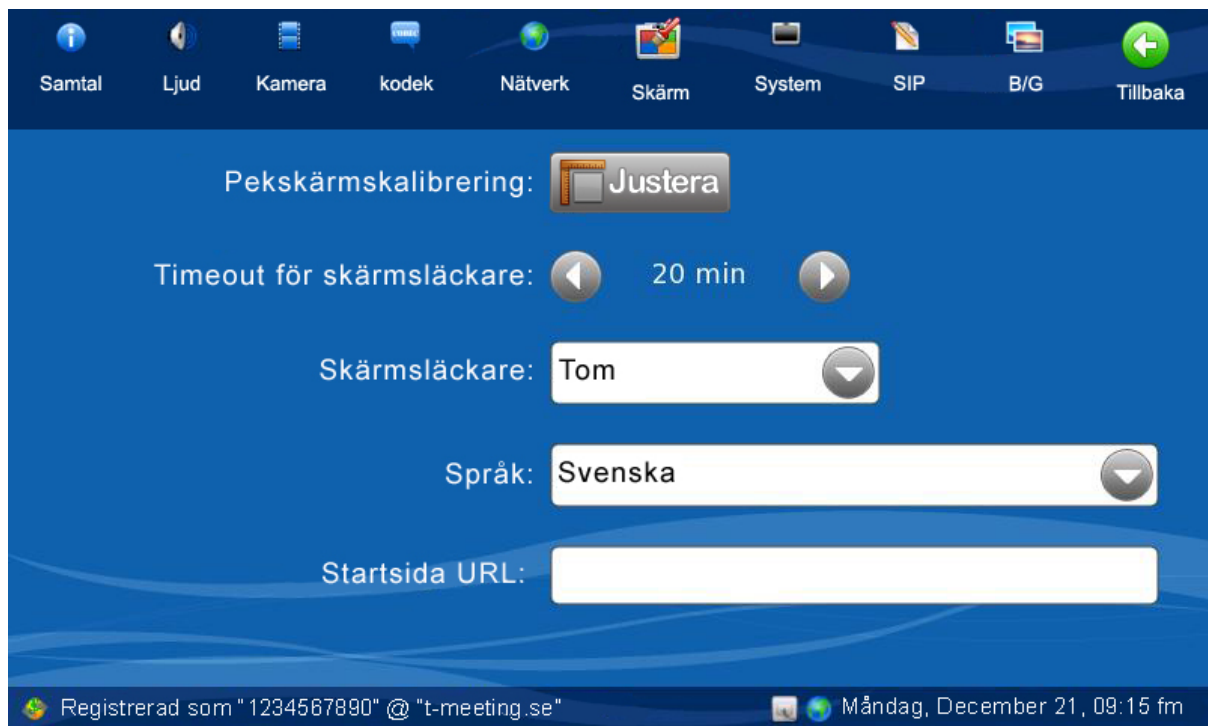 Samtal Ljud Kamera kodek Nätverk Skärm System SIP B/G Tillbaka
Pekskärmskalibrering: Justera
Timeout för skärmsläckare: 20 min
Skärmsläckare: Tom
Språk: Svenska
Startsida URL:
Registrerad som "1234567890" @ "t-meeting.se" Måndag, December 21, 09:15 fm